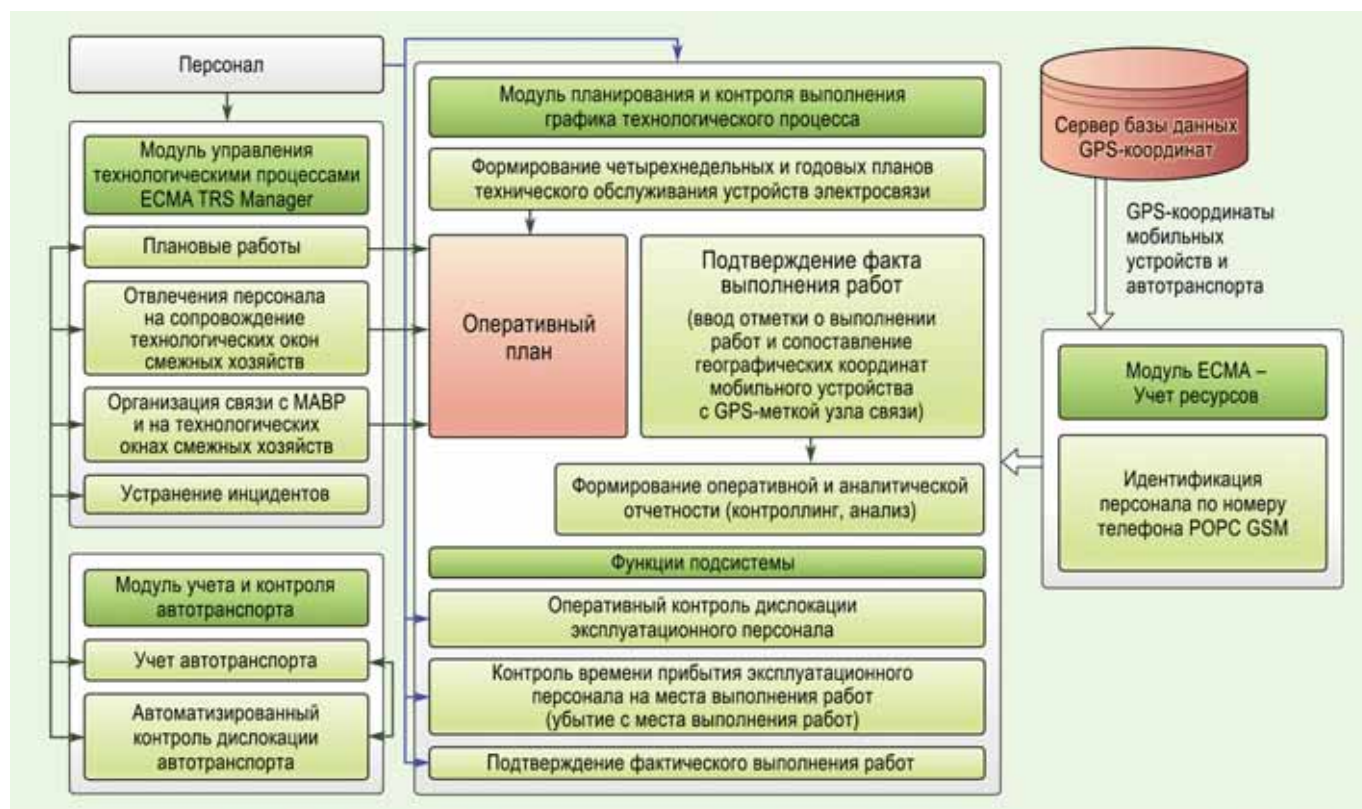 Персонал
Модуль управления
технологическими процессами
ECMA TRS Manager
Плановые работы
Отвлечения персонала
на сопровождение
технологических окон
смежных хозяйств
Организация связи с МАВР
и на технологических
окнах смежных хозяйств
Устранение инцидентов
Модуль учета и контроля
автотранспорта
Учет автотранспорта
Автоматизированный
контроль дислокации
автотранспорта
Модуль планирования и контроля выполнения
графика технологического процесса
Формирование четырехнедельных и годовых планов
технического обслуживания устройств электросвязи
Оперативный
план
Подтверждение факта
выполнения работ
(ввод отметки о выполнении
работ и сопоставление
географических координат
мобильного устройства
с GPS-меткой узла связи)
Формирование оперативной и аналитической
отчетности (контроллинг, анализ)
Функции подсистемы
Оперативный контроль дислокации
эксплуатационного персонала
Контроль времени прибытия эксплуатационного
персонала на места выполнения работ
(убытие с места выполнения работ)
Подтверждение фактического выполнения работ
Сервер базы данных
GPS-координат
GPS-координаты
мобильных
устройств и
автотранспорта
Модуль ЕСМА –
Учет ресурсов
Идентификация
персонала по номеру
телефона РОРС GSM